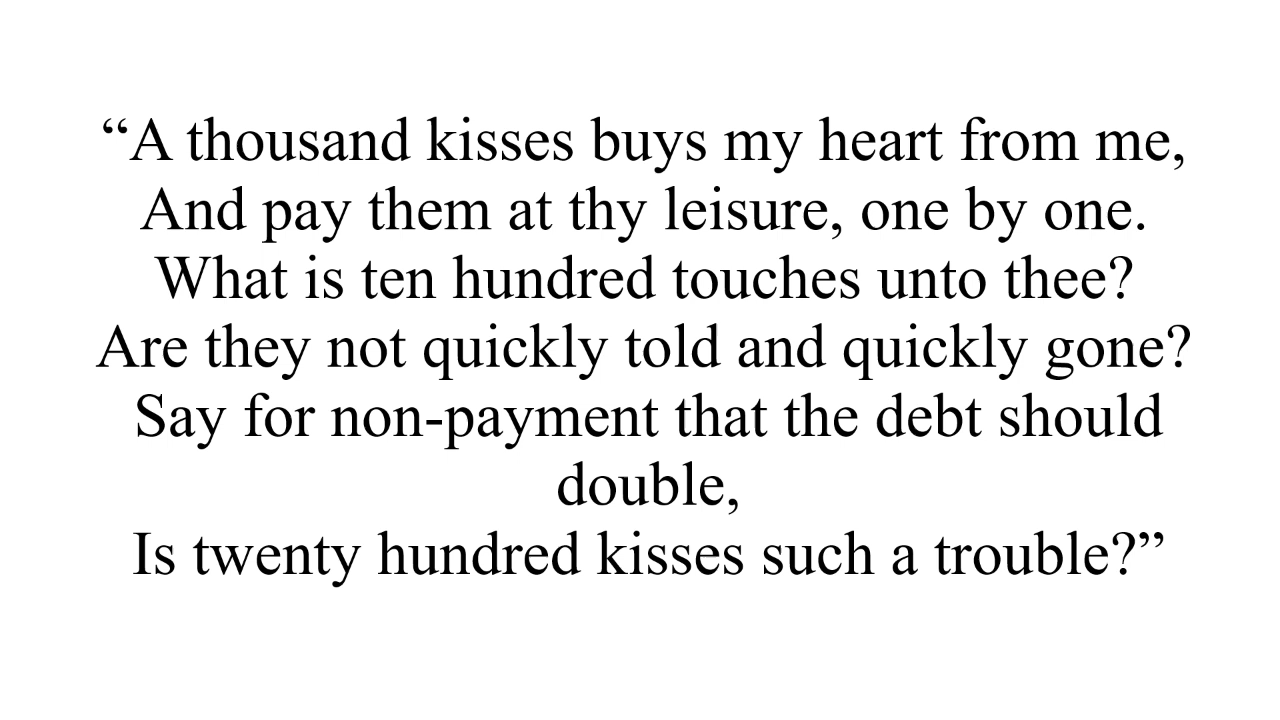 “A thousand kisses buys my heart from me,
And pay them at thy leisure, one by one.
What is ten hundred touches unto thee?
Are they not quickly told and quickly gone?
Say for non-payment that the debt should
double,
Is twenty hundred kisses such a trouble?”